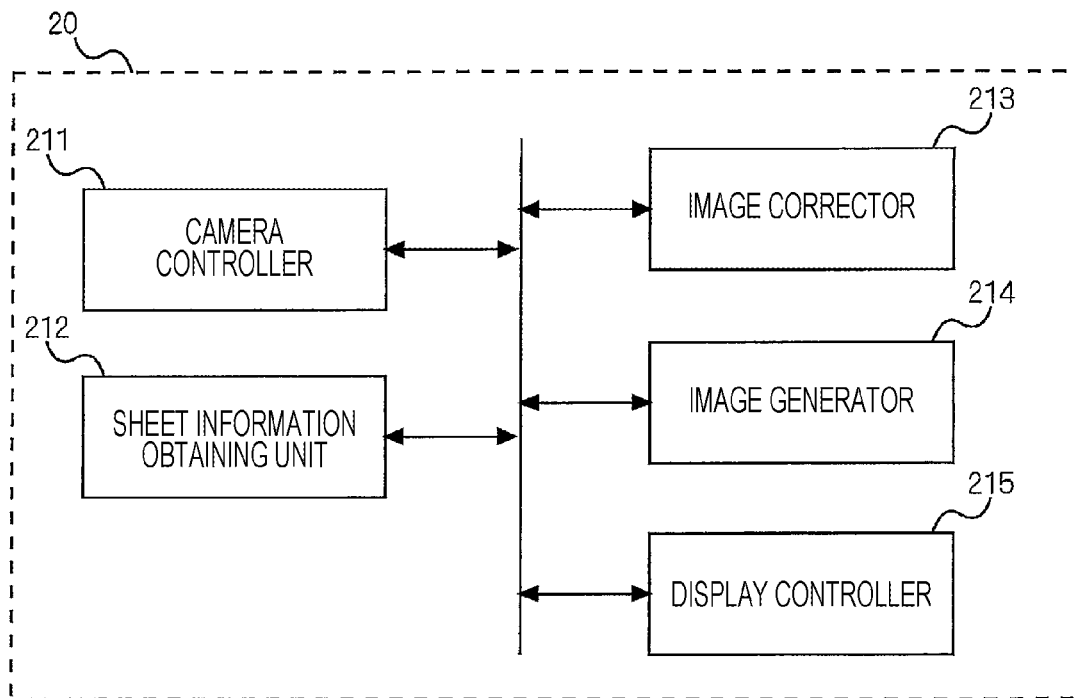 20
211
CAMERA
CONTROLLER
212
SHEET INFORMATION
OBTAINING UNIT
213
IMAGE CORRECTOR
214
IMAGE GENERATOR
215
DISPLAY CONTROLLER